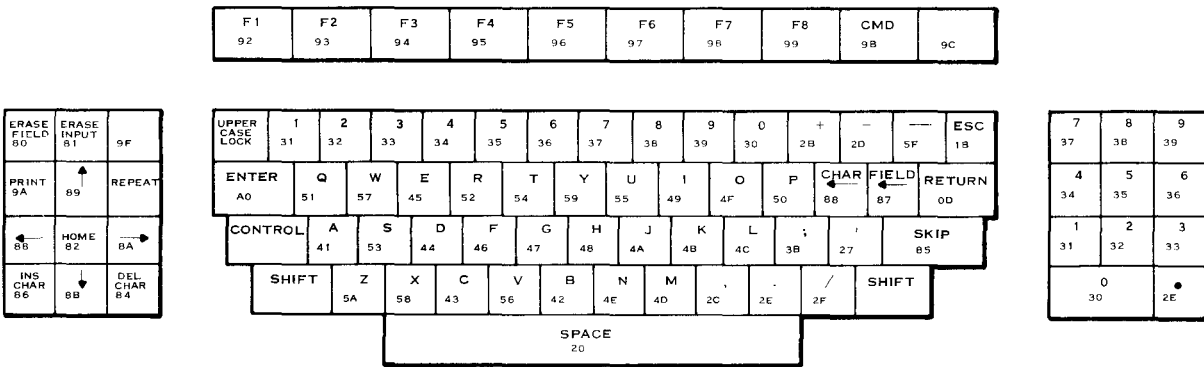 F1 F2 F3 F4 F5 F6 F7 F8 CMD
92 93 94 95 96 97 98 99 9B 9C
ERASE FIELD 80
ERASE INPUT 81
9F
PRINT 9A
↑ 89
REPEAT
← 88
HOME 82
→ 8A
INS CHAR 86
↓ 8B
DEL CHAR 84
UPPER CASE LOCK
1 2 3 4 5 6 7 8 9 0 + − — ESC
31 32 33 34 35 36 37 38 39 30 2B 2D 5F 1B
ENTER Q W E R T Y U I O P CHAR ← FIELD ← RETURN
A0 51 57 45 52 54 59 55 49 4F 50 88 87 0D
CONTROL A S D F G H J K L ; ' SKIP
41 53 44 46 47 48 4A 4B 4C 3B 27 85
SHIFT Z X C V B N M , . / SHIFT
5A 58 43 56 42 4E 4D 2C 2E 2F
SPACE
20
7 8 9
37 38 39
4 5 6
34 35 36
1 2 3
31 32 33
0 •
30 2E